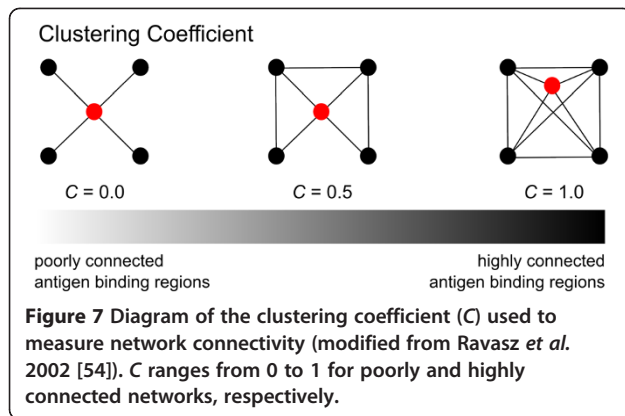 Clustering Coefficient
C = 0.0 C = 0.5 C = 1.0
poorly connected highly connected
antigen binding regions antigen binding regions
Figure 7 Diagram of the clustering coefficient (C) used to
measure network connectivity (modified from Ravasz et al.
2002 [54]). C ranges from 0 to 1 for poorly and highly
connected networks, respectively.